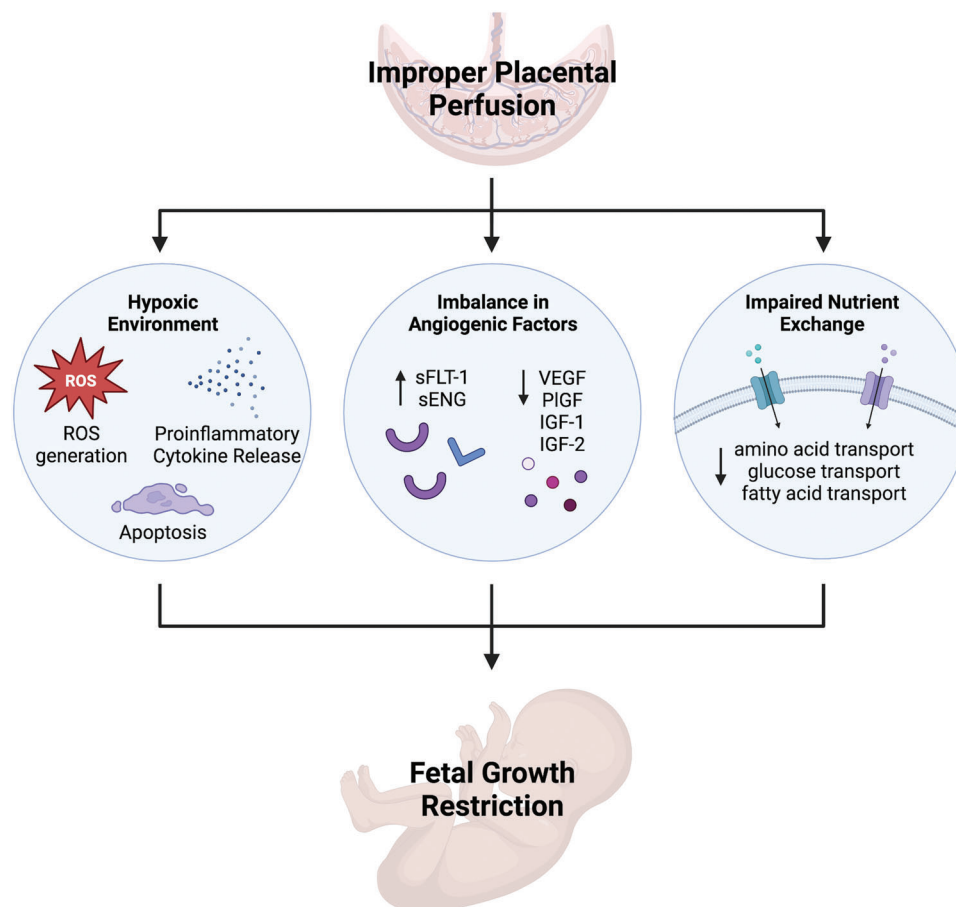 Improper Placental
Perfusion
Hypoxic
Environment
ROS
ROS
generation
Proinflammatory
Cytokine Release
Apoptosis
Imbalance in
Angiogenic Factors
sFLT-1
sENG
VEGF
PlGF
IGF-1
IGF-2
Impaired Nutrient
Exchange
amino acid transport
glucose transport
fatty acid transport
Fetal Growth
Restriction